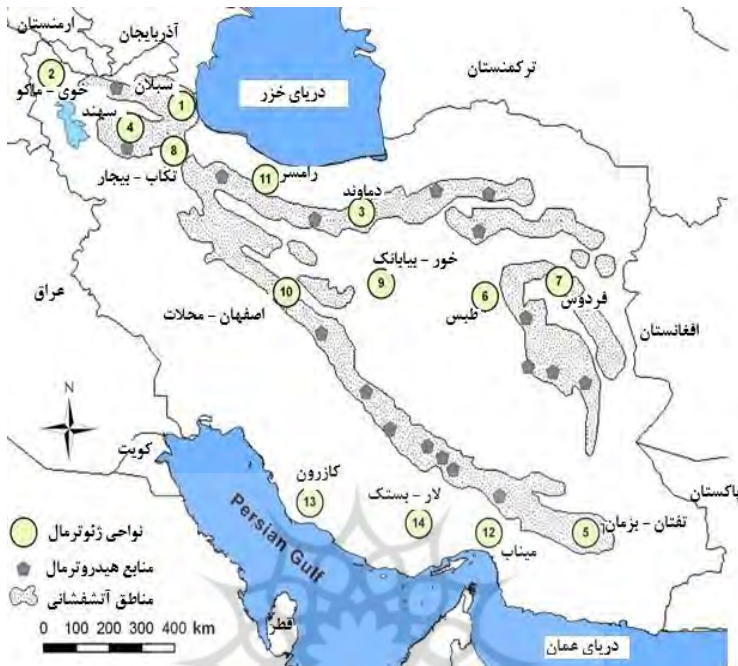 ارمنستان
آذربایجان
ترکمنستان
دریای خزر
2
خوی - ماکو
سبلان
1
سهند
4
8
تکاب - بیجار
11
رامسر
دماوند
3
خور - بیابانک
9
10
اصفهان - محلات
6
طبس
7
فردوس
عراق
افغانستان
N
کویت
پاکستان
کازرون
13
لار - بستک
14
12
میناب
5
تفتان - بزمان
Persian Gulf
قطر
دریای عمان
نواحی ژئوترمال
منابع هیدروترمال
مناطق آتشفشانی
0 100 200 300 400 km